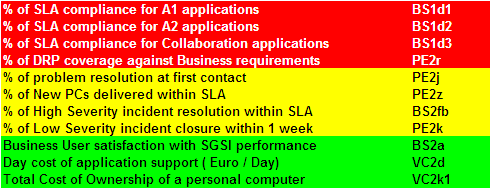 % of SLA compliance for A1 applications BS1d1
% of SLA compliance for A2 applications BS1d2
% of SLA compliance for Collaboration applications BS1d3
% of DRP coverage against Business requirements PE2r
% of problem resolution at first contact PE2j
% of New PCs delivered within SLA PE2z
% of High Severity incident resolution within SLA BS2fb
% of Low Severity incident closure within 1 week PE2k
Business User satisfaction with SGSI performance BS2a
Day cost of application support ( Euro / Day) VC2d
Total Cost of Ownership of a personal computer VC2k1